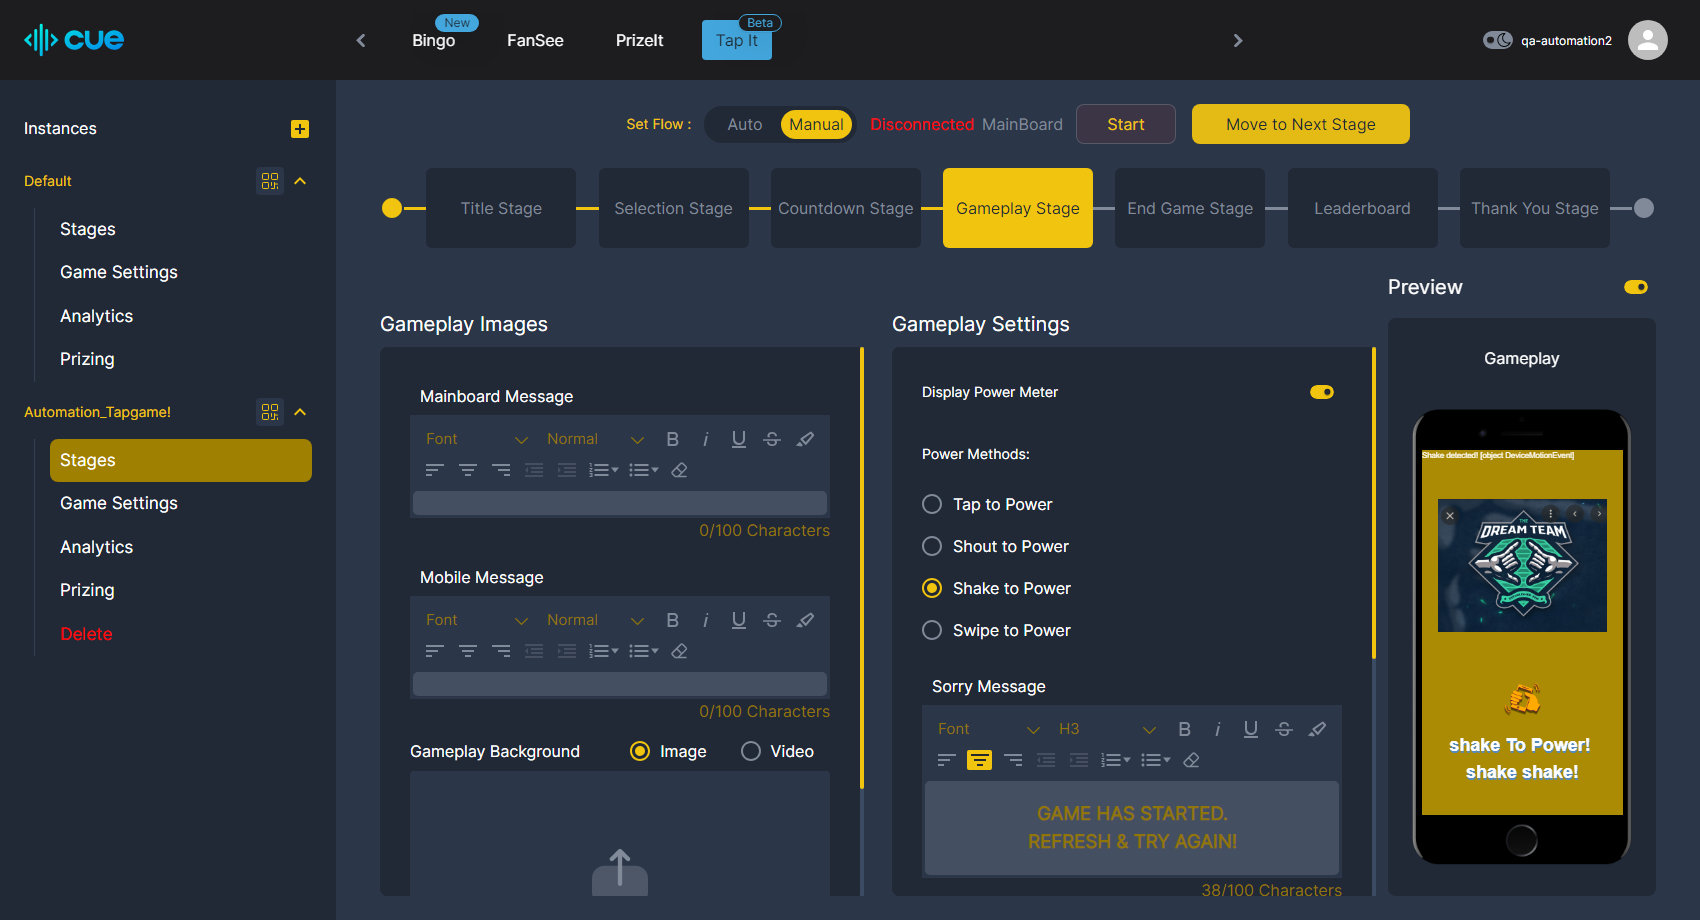 cue
New
Bingo
FanSee
PrizeIt
Beta
Tap It
qa-automation2
Instances
Default
Stages
Game Settings
Analytics
Prizing
Automation_Tapgame!
Stages
Game Settings
Analytics
Prizing
Delete
Set Flow :
Auto
Manual
Disconnected MainBoard
Start
Move to Next Stage
Title Stage
Selection Stage
Countdown Stage
Gameplay Stage
End Game Stage
Leaderboard
Thank You Stage
Gameplay Images
Mainboard Message
Font
Normal
B i U S
0/100 Characters
Mobile Message
Font
Normal
B i U S
0/100 Characters
Gameplay Background
Image
Video
Gameplay Settings
Display Power Meter
Power Methods:
Tap to Power
Shout to Power
Shake to Power
Swipe to Power
Sorry Message
Font
H3
B i U S
GAME HAS STARTED.
REFRESH & TRY AGAIN!
38/100 Characters
Preview
Gameplay
Shake detected! [object DeviceMotionEvent]
THE
DREAM TEAM
shake To Power!
shake shake!